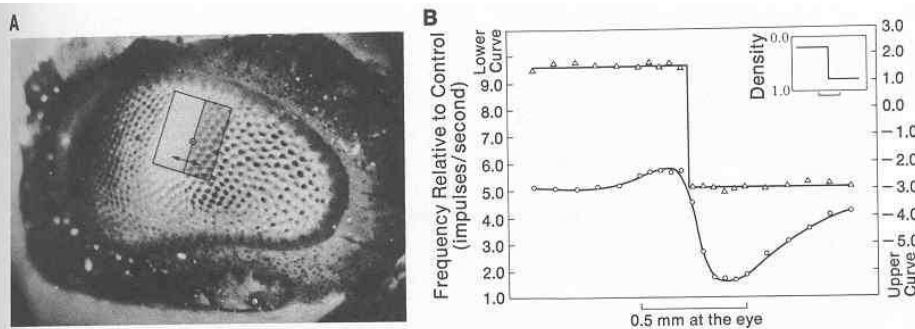 A
B
Frequency Relative to Control
(impulses/second)
Lower
Curve
9.0
8.0
7.0
6.0
5.0
4.0
3.0
2.0
1.0
Density
0.0
1.0
3.0
2.0
1.0
0.0
-1.0
-2.0
-3.0
-4.0
-5.0
Upper
Curve
0.5 mm at the eye